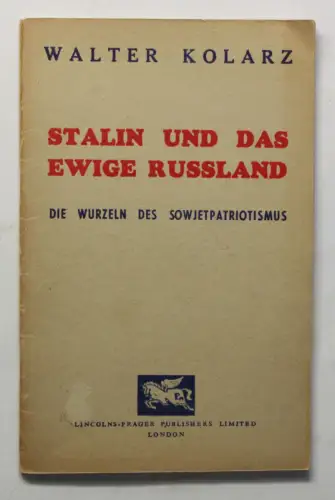 WALTER KOLARZ
STALIN UND DAS
EWIGE RUSSLAND
DIE WURZELN DES SOWJETPATRIOTISMUS
LINCOLNS-PRAGER PUBLISHERS LIMITED
LONDON